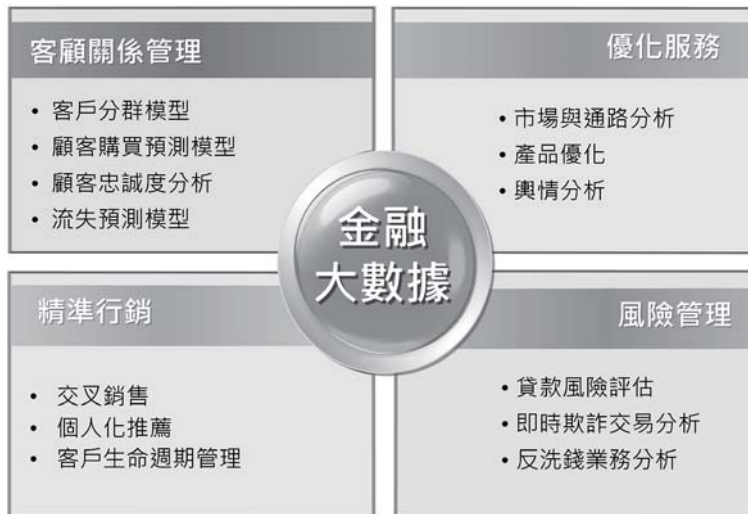 客顧關係管理
• 客戶分群模型
• 顧客購買預測模型
• 顧客忠誠度分析
• 流失預測模型
優化服務
• 市場與通路分析
• 產品優化
• 輿情分析
金融
大數據
精準行銷
• 交叉銷售
• 個人化推薦
• 客戶生命週期管理
風險管理
• 貸款風險評估
• 即時欺詐交易分析
• 反洗錢業務分析